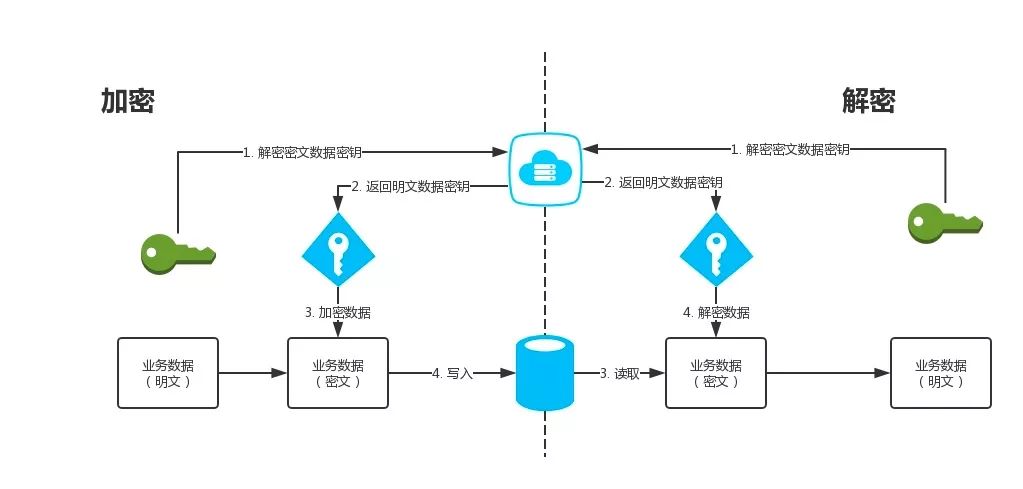 加密
解密
1. 解密密文数据密钥
1. 解密密文数据密钥
2. 返回明文数据密钥
2. 返回明文数据密钥
3. 加密数据
4. 解密数据
业务数据
（明文）
业务数据
（密文）
4. 写入
3. 读取
业务数据
（密文）
业务数据
（明文）